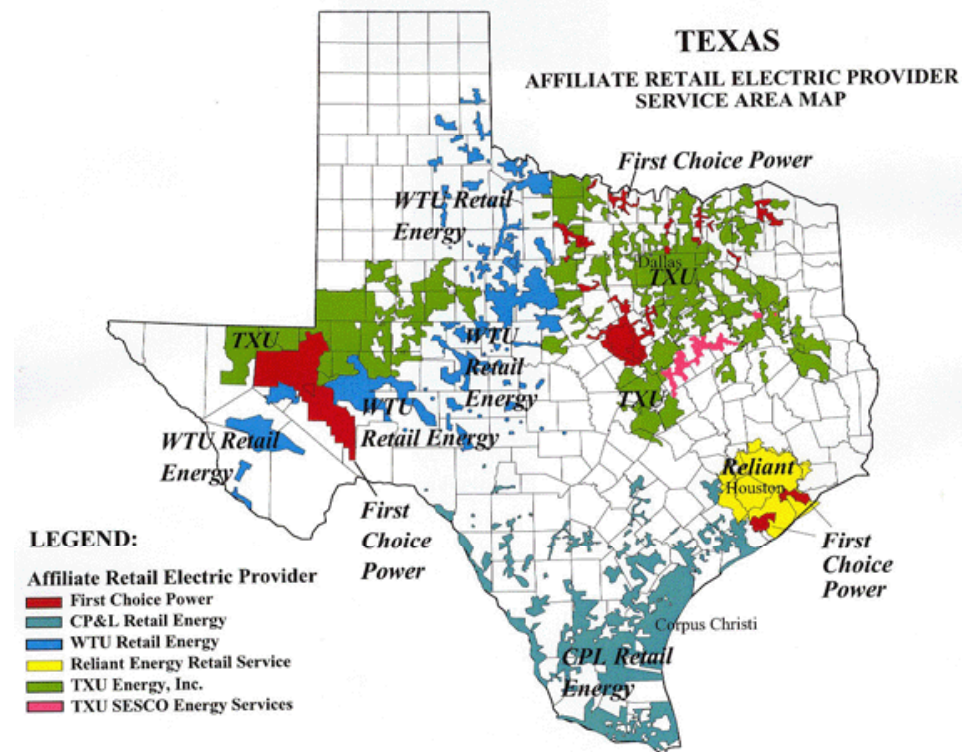 TEXAS
AFFILIATE RETAIL ELECTRIC PROVIDER
SERVICE AREA MAP
First Choice Power
WTU Retail
Energy
Dallas
TXU
TXU
WTU
Retail
Energy
WTU
Retail Energy
TXU
WTU Retail
Energy
Reliant
Houston
First
Choice
Power
First
Choice
Power
Corpus Christi
CPL Retail
Energy
LEGEND:
Affiliate Retail Electric Provider
First Choice Power
CP&L Retail Energy
WTU Retail Energy
Reliant Energy Retail Service
TXU Energy, Inc.
TXU SESCO Energy Services